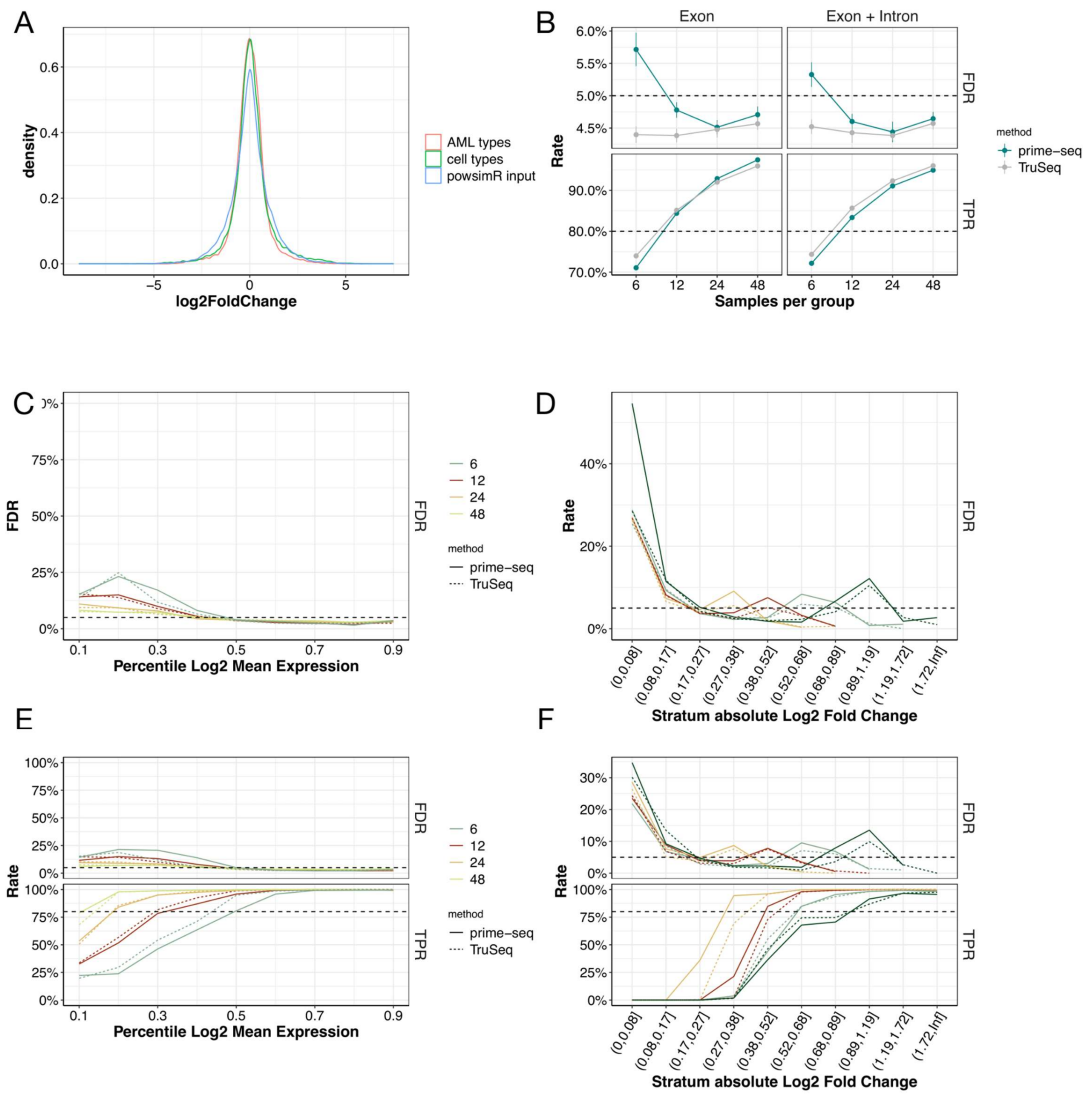 A
0.6
0.4
0.2
0.0
density
−5 0 5
log2FoldChange
AML types
cell types
powsimR input
B
Exon
Exon + Intron
6.0%
5.5%
5.0%
4.5%
FDR
90.0%
80.0%
70.0%
TPR
Rate
6 12 24 48 6 12 24 48
Samples per group
method
prime−seq
TruSeq
C
0%
75%
50%
25%
0%
FDR
FDR
0.1 0.3 0.5 0.7 0.9
Percentile Log2 Mean Expression
6
12
24
48
method
prime−seq
TruSeq
D
40%
20%
0%
Rate
FDR
(0,0.08] (0.08,0.17] (0.17,0.27] (0.27,0.38] (0.38,0.52] (0.52,0.68] (0.68,0.89] (0.89,1.19] (1.19,1.72] (1.72,Inf]
Stratum absolute Log2 Fold Change
E
100%
75%
50%
25%
0%
FDR
100%
75%
50%
25%
0%
TPR
Rate
0.1 0.3 0.5 0.7 0.9
Percentile Log2 Mean Expression
6
12
24
48
method
prime−seq
TruSeq
F
30%
20%
10%
0%
FDR
100%
75%
50%
25%
0%
TPR
Rate
(0,0.08] (0.08,0.17] (0.17,0.27] (0.27,0.38] (0.38,0.52] (0.52,0.68] (0.68,0.89] (0.89,1.19] (1.19,1.72] (1.72,Inf]
Stratum absolute Log2 Fold Change